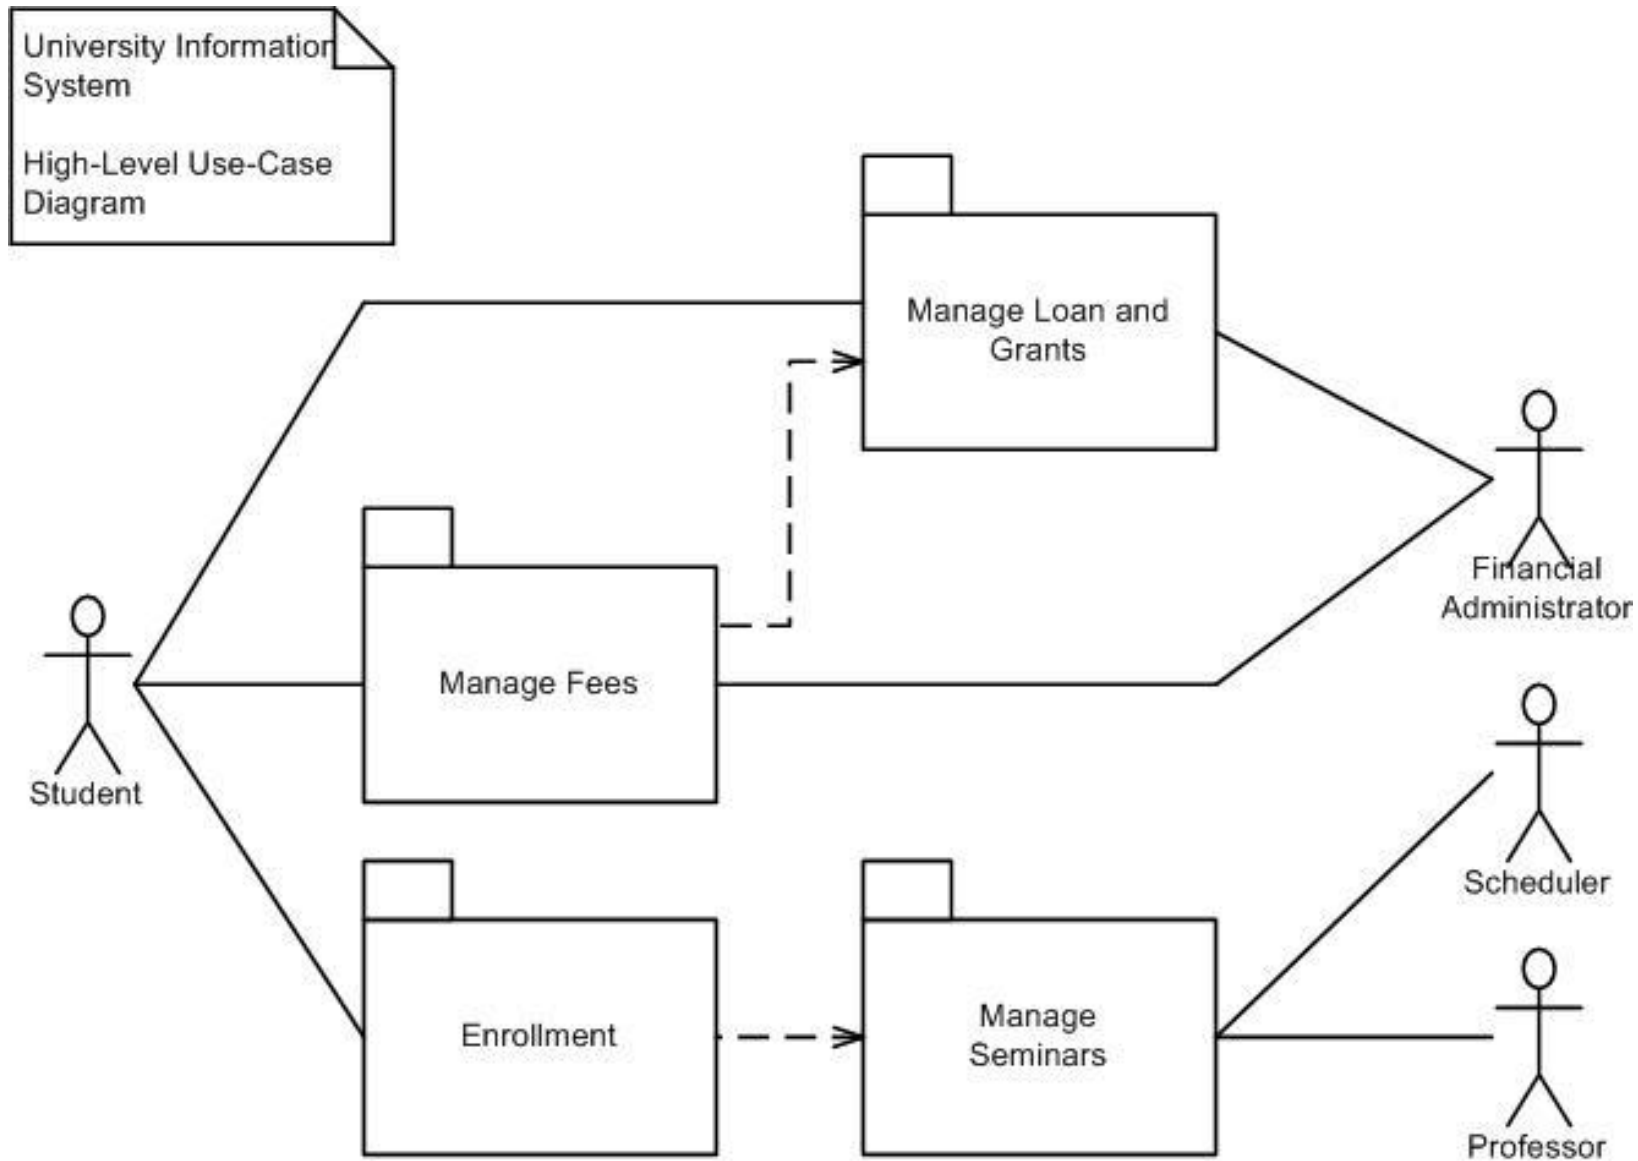 University Information
System
High-Level Use-Case
Diagram
Manage Loan and
Grants
Financial
Administrator
Manage Fees
Student
Scheduler
Enrollment
Manage
Seminars
Professor